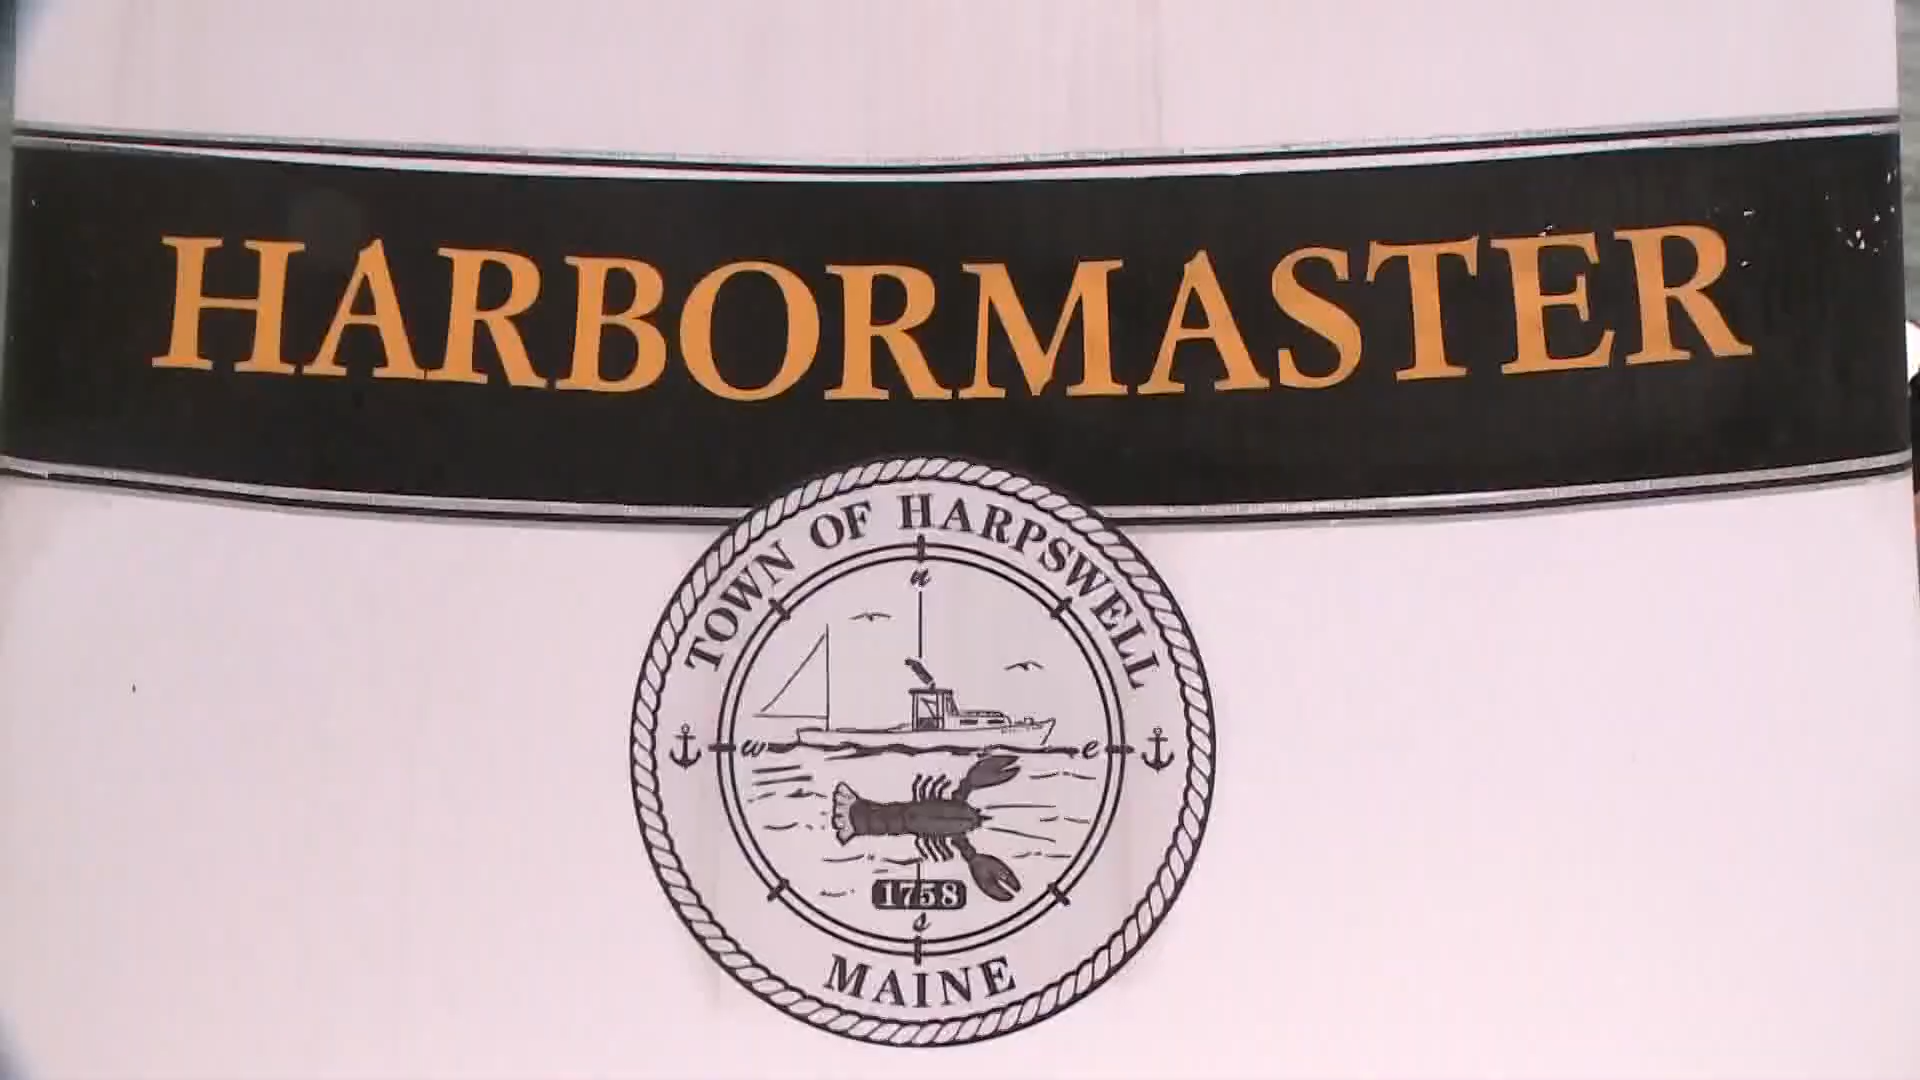 HARBORMASTER
TOWN OF HARPSWELL
n
w e
1758
s
MAINE